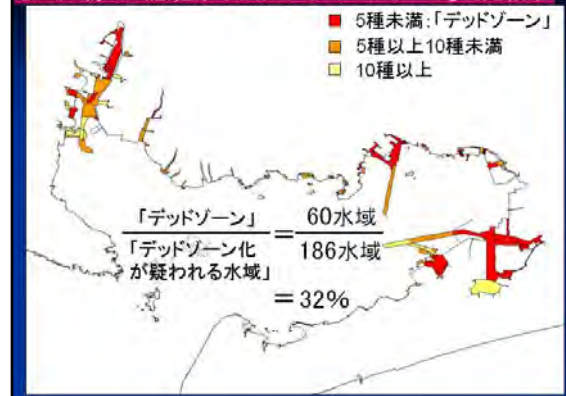 5種未満:「デッドゾーン」
5種以上10種未満
10種以上
「デッドゾーン」
「デッドゾーン化
が疑われる水域」
=
60水域
186水域
=32%